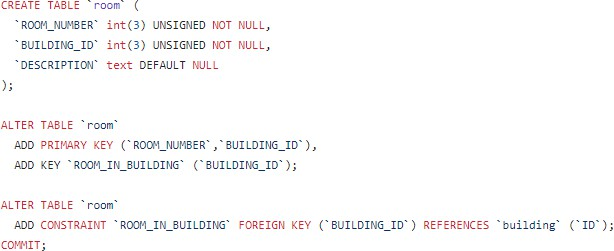 CREATE TABLE `room` (
`ROOM_NUMBER` int(3) UNSIGNED NOT NULL,
`BUILDING_ID` int(3) UNSIGNED NOT NULL,
`DESCRIPTION` text DEFAULT NULL
);
ALTER TABLE `room`
ADD PRIMARY KEY (`ROOM_NUMBER`,`BUILDING_ID`),
ADD KEY `ROOM_IN_BUILDING` (`BUILDING_ID`);
ALTER TABLE `room`
ADD CONSTRAINT `ROOM_IN_BUILDING` FOREIGN KEY (`BUILDING_ID`) REFERENCES `building` (`ID`);
COMMIT;